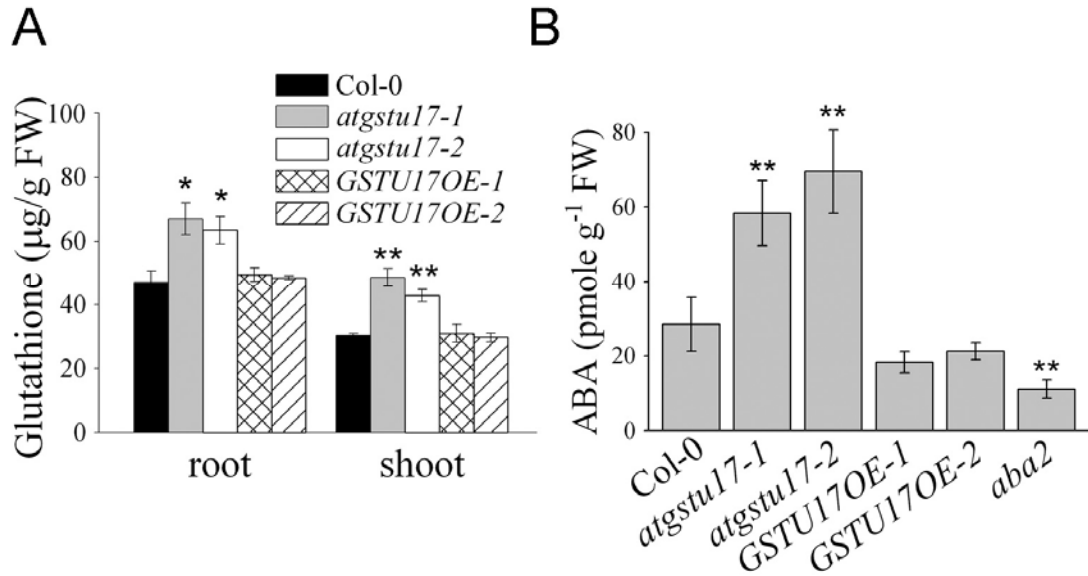 A
Glutathione (µg/g FW)
100
80
60
40
20
0
Col-0
atgstu17-1
atgstu17-2
GSTU17OE-1
GSTU17OE-2
*
*
**
**
root
shoot
B
ABA (pmole g-1 FW)
80
60
40
20
0
**
**
**
Col-0
atgstu17-1
atgstu17-2
GSTU17OE-1
GSTU17OE-2
aba2